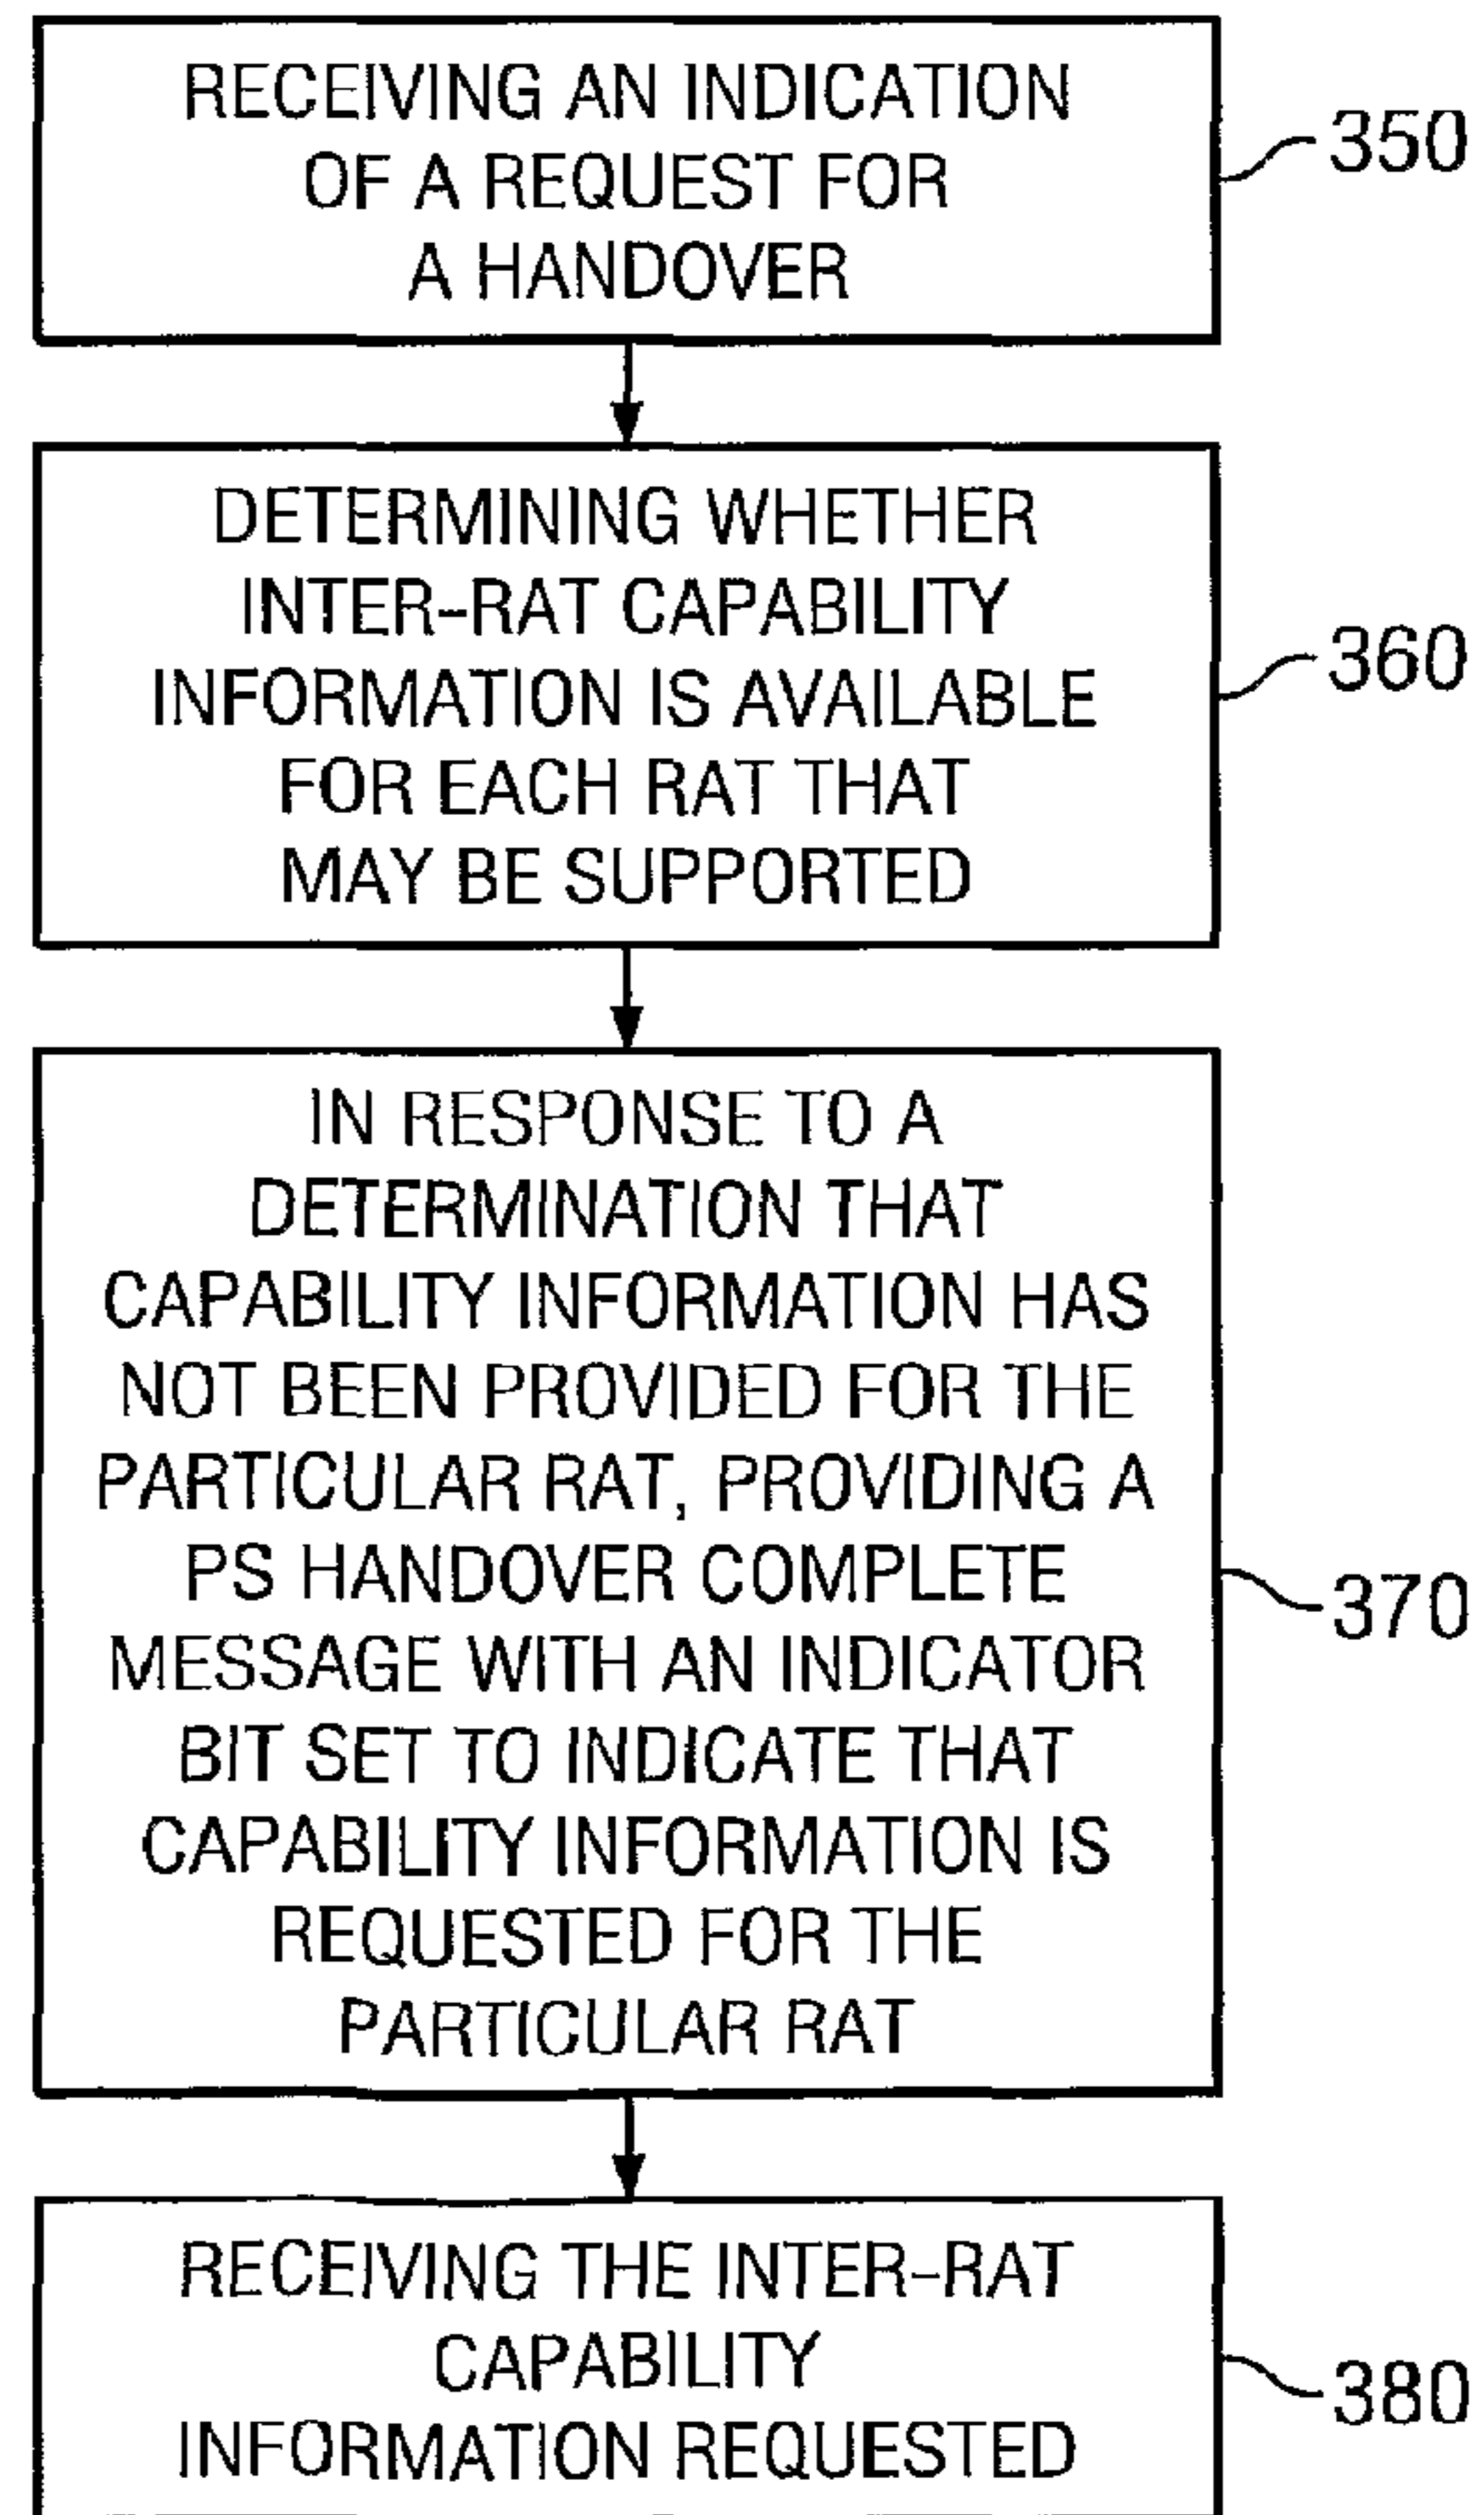 RECEIVING AN INDICATION
OF A REQUEST FOR
A HANDOVER
350
DETERMINING WHETHER
INTER-RAT CAPABILITY
INFORMATION IS AVAILABLE
FOR EACH RAT THAT
MAY BE SUPPORTED
360
IN RESPONSE TO A
DETERMINATION THAT
CAPABILITY INFORMATION HAS
NOT BEEN PROVIDED FOR THE
PARTICULAR RAT, PROVIDING A
PS HANDOVER COMPLETE
MESSAGE WITH AN INDICATOR
BIT SET TO INDICATE THAT
CAPABILITY INFORMATION IS
REQUESTED FOR THE
PARTICULAR RAT
370
RECEIVING THE INTER-RAT
CAPABILITY
INFORMATION REQUESTED
380